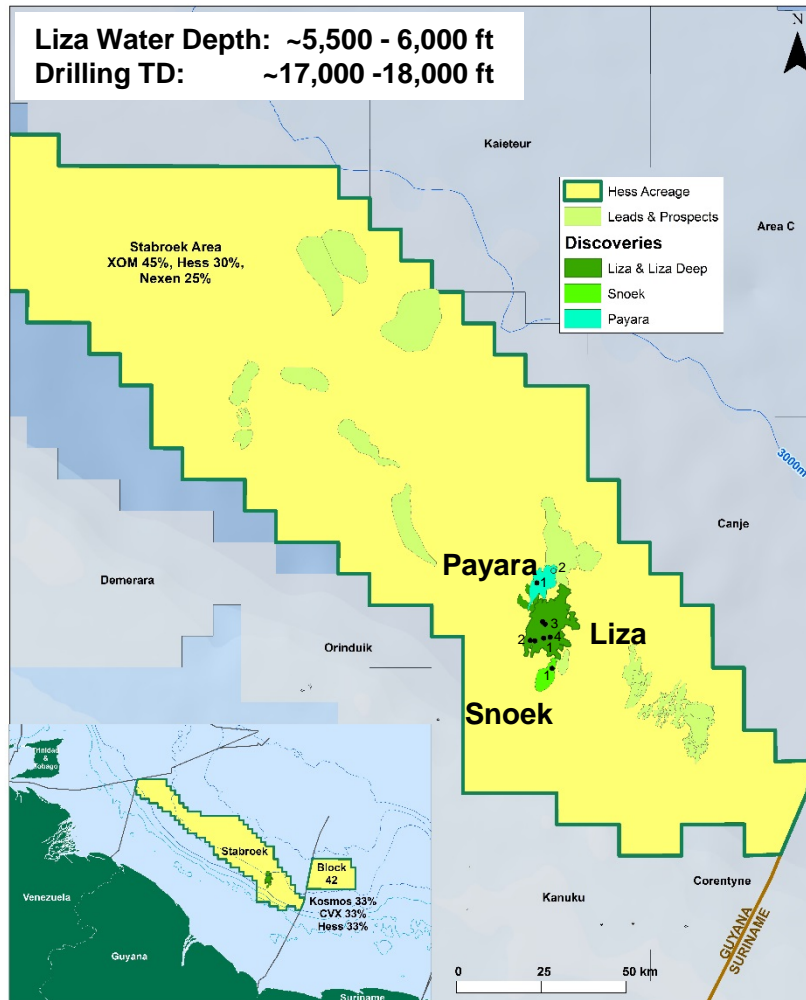 Liza Water Depth: ~5,500 - 6,000 ft
Drilling TD: ~17,000 -18,000 ft
N
Kaieteur
Hess Acreage
Leads & Prospects
Discoveries
Liza & Liza Deep
Snoek
Payara
Area C
Stabroek Area
XOM 45%, Hess 30%,
Nexen 25%
3000m
Canje
Payara
2
1
Demerara
3
Liza
2
4
1
Orinduik
1
Snoek
Trinidad
&
Tobago
Stabroek
Block
42
Kosmos 33%
CVX 33%
Hess 33%
Venezuela
Guyana
Suriname
Kanuku
Corentyne
GUYANA
SURINAME
0 25 50 km